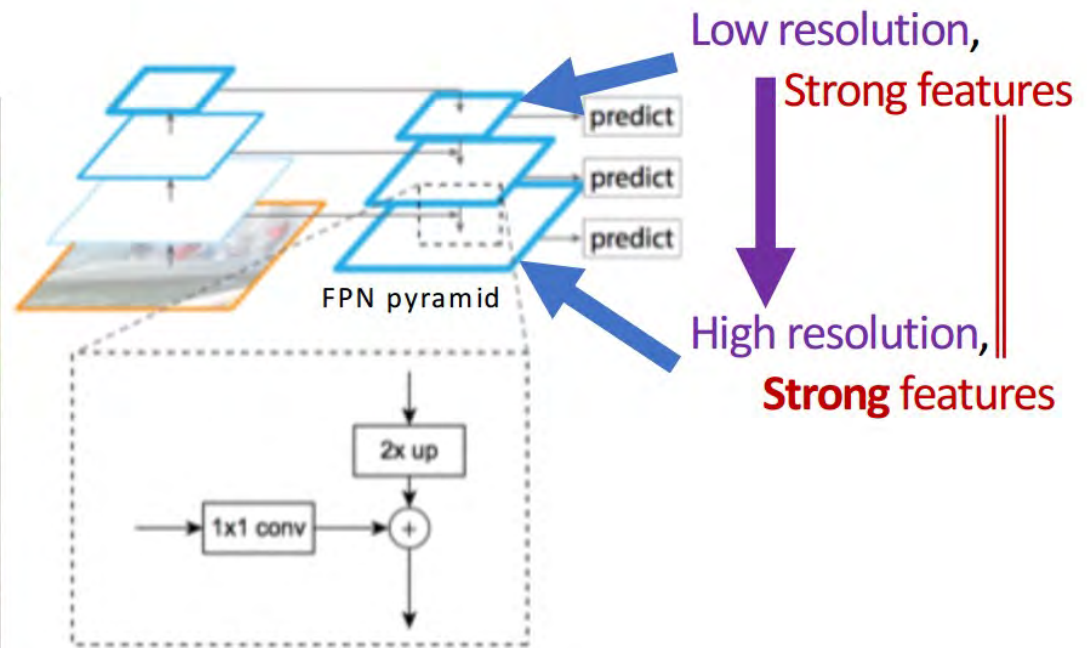 Low resolution,
Strong features
predict
predict
predict
FPN pyramid
High resolution,
Strong features
2x up
1x1 conv
+